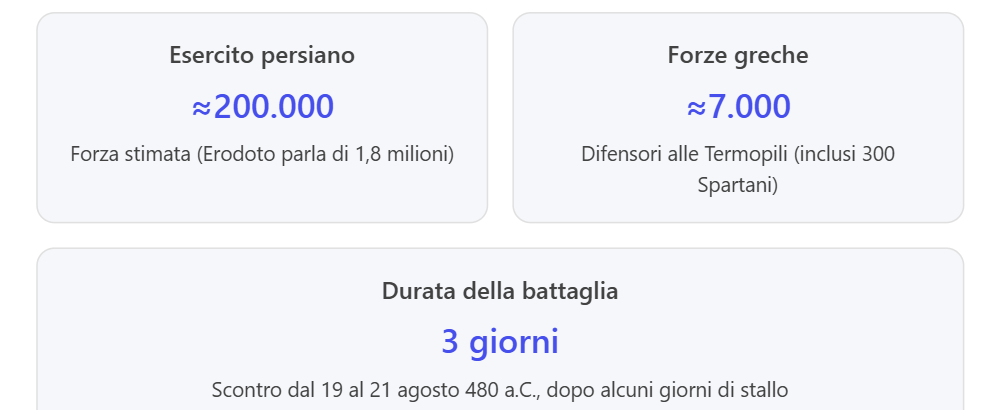 Esercito persiano
≈200.000
Forza stimata (Erodoto parla di 1,8 milioni)
Forze greche
≈7.000
Difensori alle Termopili (inclusi 300
Spartani)
Durata della battaglia
3 giorni
Scontro dal 19 al 21 agosto 480 a.C., dopo alcuni giorni di stallo